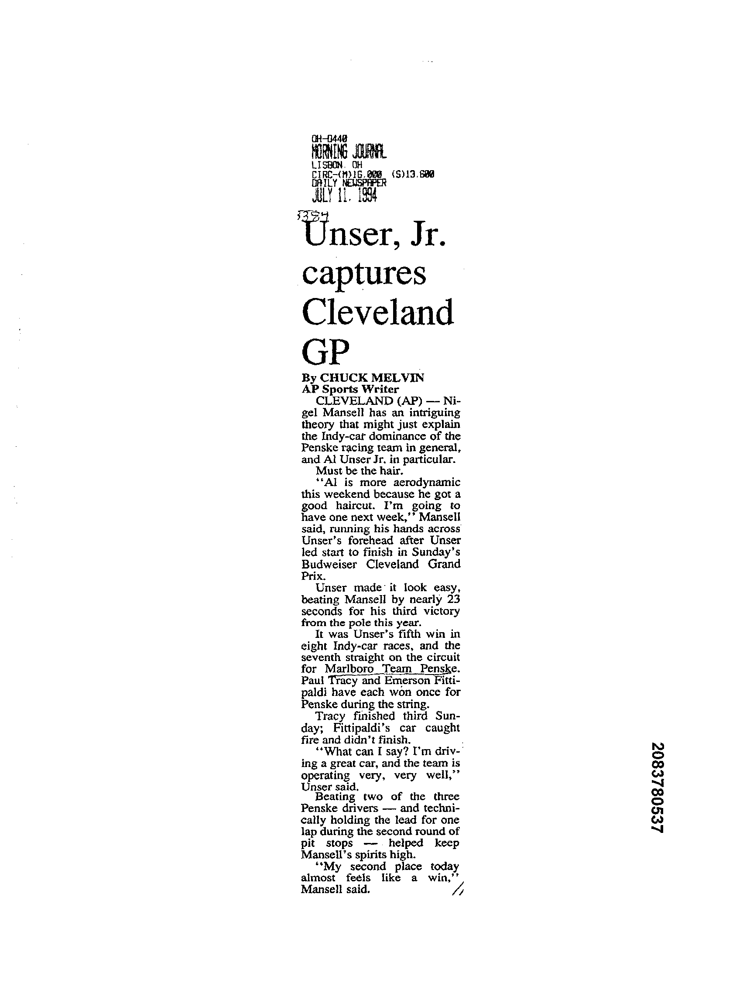 OH-0440
MORNING JOURNAL
LISBON. OH
CIRC-(M)16.000 (S)13.600
DAILY NEWSPAPER
JULY 11. 1994
Unser, Jr.
captures
Cleveland
GP
By CHUCK MELVIN
AP Sports Writer
CLEVELAND (AP) — Ni-
gel Mansell has an intriguing
theory that might just explain
the Indy-car dominance of the
Penske racing team in general,
and Al Unser Jr. in particular.
Must be the hair.
"Al is more aerodynamic
this weekend because he got a
good haircut. I'm going to
have one next week," Mansell
said, running his hands across
Unser's forehead after Unser
led start to finish in Sunday's
Budweiser Cleveland Grand
Prix.
Unser made it look easy,
beating Mansell by nearly 23
seconds for his third victory
from the pole this year.
It was Unser's fifth win in
eight Indy-car races, and the
seventh straight on the circuit
for Marlboro Team Penske.
Paul Tracy and Emerson Fitti-
paldi have each won once for
Penske during the string.
Tracy finished third Sun-
day; Fittipaldi's car caught
fire and didn't finish.
"What can I say? I'm driv-
ing a great car, and the team is
operating very, very well,"
Unser said.
Beating two of the three
Penske drivers — and techni-
cally holding the lead for one
lap during the second round of
pit stops — helped keep
Mansell's spirits high.
"My second place today
almost feels like a win,"
Mansell said.
2083780537